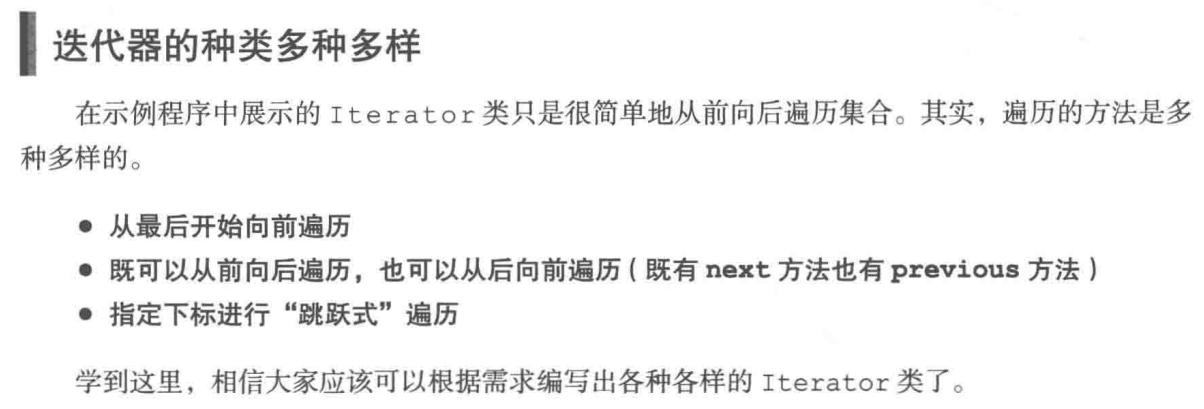 迭代器的种类多种多样
在示例程序中展示的 Iterator 类只是很简单地从前向后遍历集合。其实，遍历的方法是多
种多样的。
● 从最后开始向前遍历
● 既可以从前向后遍历，也可以从后向前遍历（既有 next 方法也有 previous 方法）
● 指定下标进行“跳跃式”遍历
学到这里，相信大家应该可以根据需求编写出各种各样的 Iterator 类了。